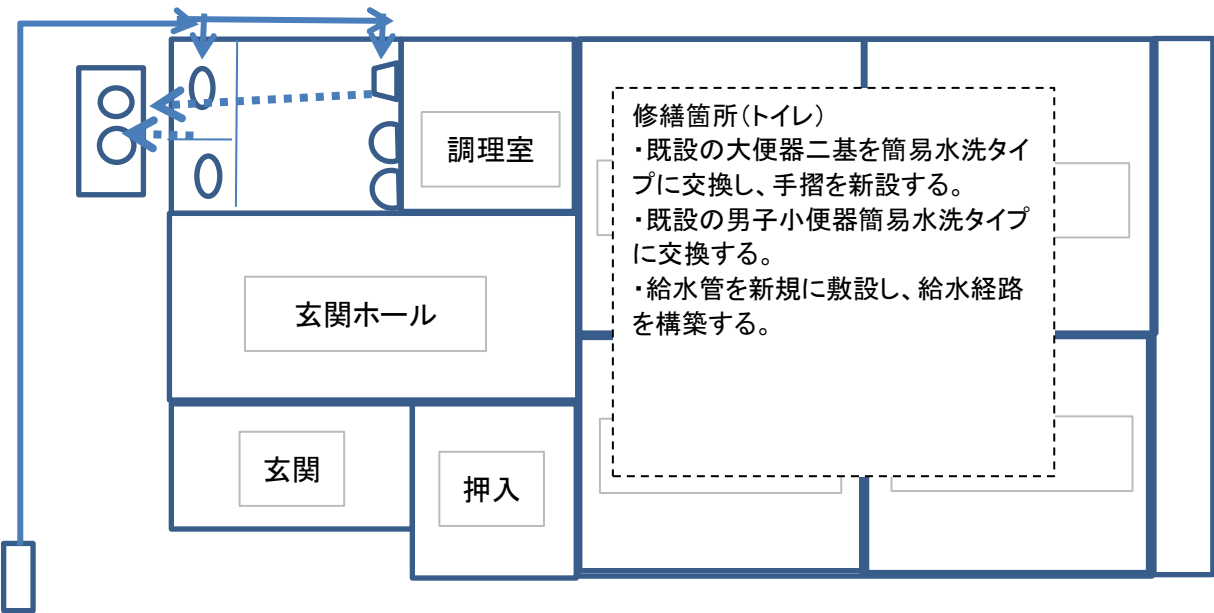 修繕箇所(トイレ)
・既設の大便器二基を簡易水洗タイ
プに交換し、手摺を新設する。
・既設の男子小便器簡易水洗タイプ
に交換する。
・給水管を新規に敷設し、給水経路
を構築する。
調理室
玄関ホール
玄関
押入